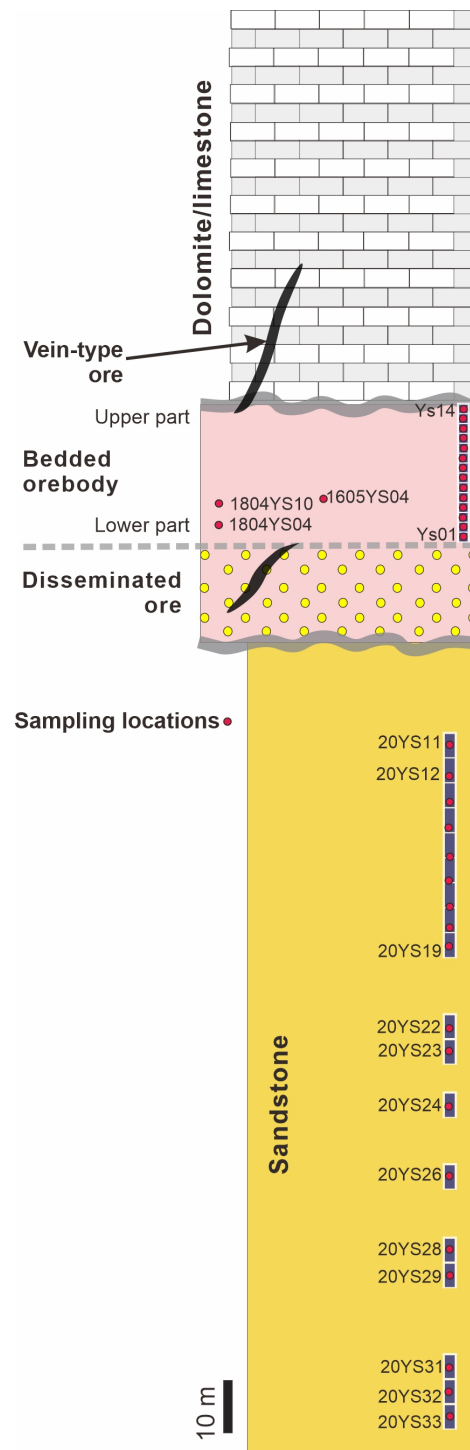 Dolomite/limestone
Vein-type
ore
Upper part
Ys14
Bedded
orebody
1804YS10
1605YS04
Lower part
1804YS04
Ys01
Disseminated
ore
Sampling locations
20YS11
20YS12
20YS19
20YS22
20YS23
Sandstone
20YS24
20YS26
20YS28
20YS29
20YS31
20YS32
20YS33
10 m